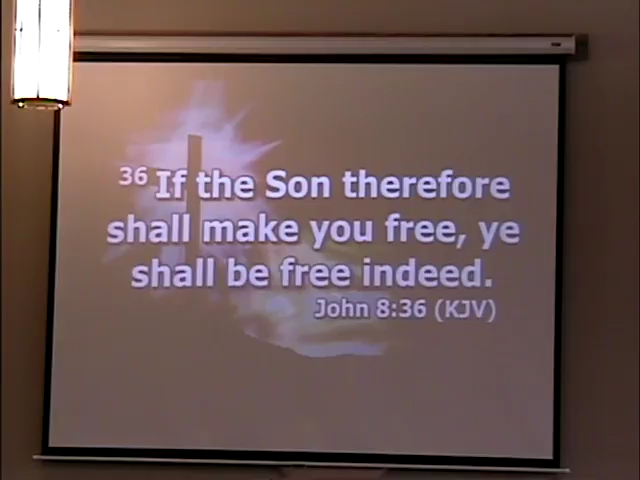 36 If the Son therefore
shall make you free, ye
shall be free indeed.
John 8:36 (KJV)